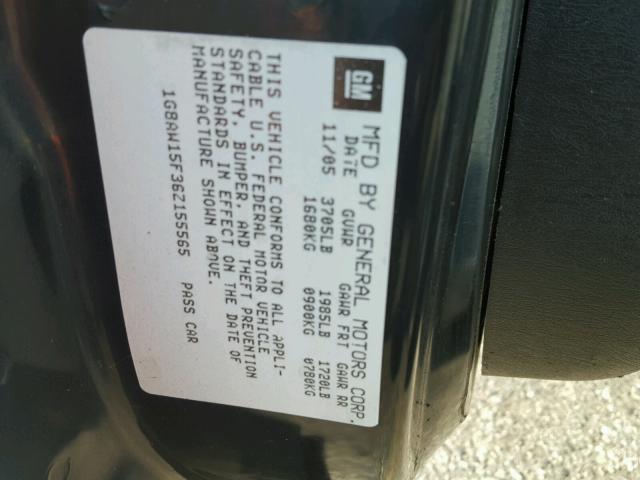 GM
MFD BY GENERAL MOTORS CORP.
DATE GVWR GAWR FRT GAWR RR
11/05 3705LB 1985LB 1720LB
1680KG 0900KG 0780KG
THIS VEHICLE CONFORMS TO ALL APPLI-
CABLE U.S. FEDERAL MOTOR VEHICLE
SAFETY, BUMPER, AND THEFT PREVENTION
STANDARDS IN EFFECT ON THE DATE OF
MANUFACTURE SHOWN ABOVE.
1G8AW15F36Z155565 PASS CAR